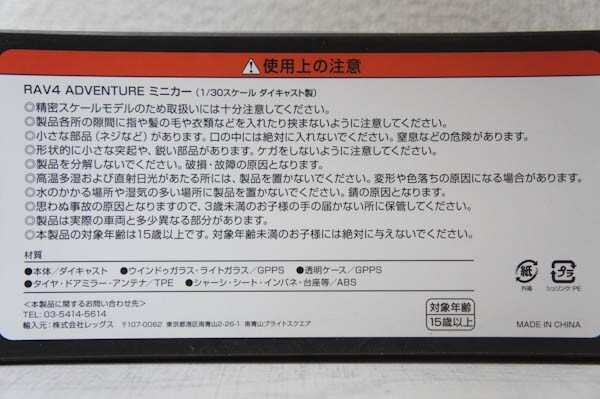 ⚠使用上の注意
RAV4 ADVENTURE ミニカー (1/30スケール ダイキャスト製)
◎精密スケールモデルのため取扱いには十分注意してください。
◎製品各所の隙間に指や髪の毛や衣類などを入れたり挟まないように注意してください。
◎小さな部品(ネジなど)があります。口の中には絶対に入れないでください。窒息などの危険があります。
◎形状的に小さな突起や、鋭い部品があります。ケガをしないように注意してください。
◎製品を分解しないでください。破損・故障の原因となります。
◎高温多湿および直射日光があたる所には、製品を置かないでください。変形や色落ちの原因になる場合があります。
◎水のかかる場所や湿気の多い場所に製品を置かないでください。錆の原因となります。
◎思わぬ事故の原因となりますので、3歳未満のお子様の手の届かない所に保管してください。
◎製品は実際の車両と多少異なる部分があります。
◎本製品の対象年齢は15歳以上です。対象年齢未満のお子様には絶対に与えないでください。
材質
●本体/ダイキャスト ●ウインドゥガラス・ライトガラス/GPPS ●透明ケース/GPPS
●タイヤ・ドアミラー・アンテナ/TPE ●シャーシ・シート・インパネ・台座等/ABS
<本製品に関するお問い合わせ先>
TEL: 03-5414-5614
輸入元:株式会社レッグス 〒107-0062 東京都港区南青山2-26-1 南青山ブライトスクエア
対象年齢
15歳以上
紙
外箱
プラ
シュリンク:PE
MADE IN CHINA